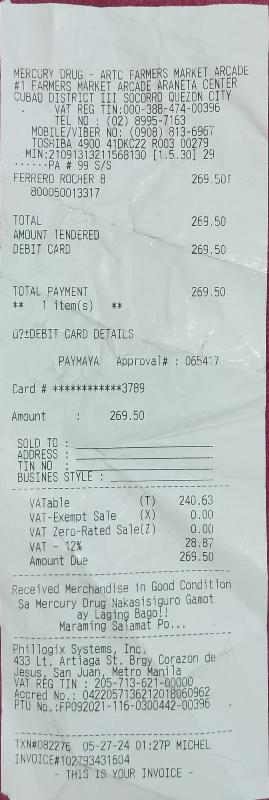 MERCURY DRUG - ARTC FARMERS MARKET ARCADE
#1 FARMERS MARKET ARCADE ARANETA CENTER
CUBAO DISTRICT III SOCORRO QUEZON CITY
VAT REG TIN:000-388-474-00396
TEL NO : (02) 8995-7163
MOBILE/VIBER NO: (0908) 813-6967
TOSHIBA 4900 41DKC22 R003 00279
MIN:21091313211568130 [1.5.30] 29
······PA # 99 S/S
FERRERO ROCHER 8 269.50T
800050013317
TOTAL 269.50
AMOUNT TENDERED
DEBIT CARD 269.50
TOTAL PAYMENT 269.50
** 1 item(s) **
ú?±DEBIT CARD DETAILS
PAYMAYA Approval# : 065417
Card # ************3789
Amount : 269.50
SOLD TO :
ADDRESS :
TIN NO :
BUSINES STYLE :
VATable (T) 240.63
VAT-Exempt Sale (X) 0.00
VAT Zero-Rated Sale(Z) 0.00
VAT - 12% 28.87
Amount Due 269.50
Received Merchandise in Good Condition
Sa Mercury Drug Nakasisiguro Gamot
ay Laging Bago!!
Maraming Salamat Po...
Phillogix Systems, Inc.
433 Lt. Artiaga St. Brgy Corazon de
Jesus, San Juan, Metro Manila
VAT REG TIN : 205-713-621-00000
Accred No.: 0422057136212018060962
PTU No.:FP092021-116-0300442-00396
TXN#082276 05-27-24 01:27P MICHEL
INVOICE#102793431604
- THIS IS YOUR INVOICE -